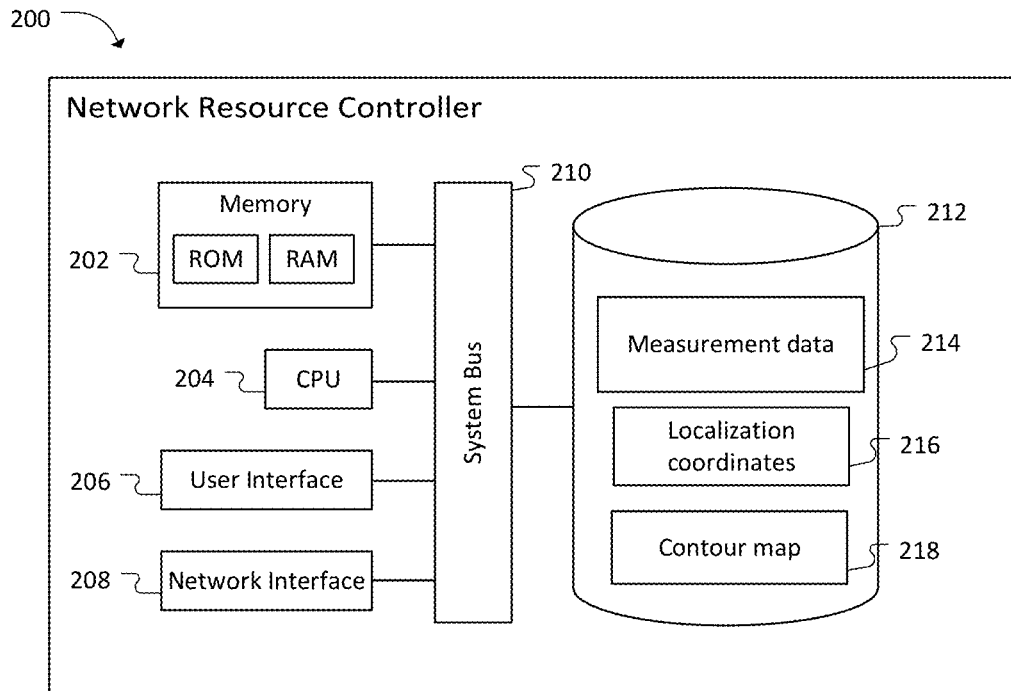 200
Network Resource Controller
210
Memory
212
202
ROM
RAM
Measurement data
214
204
CPU
System Bus
Localization
coordinates
216
206
User Interface
Contour map
218
208
Network Interface